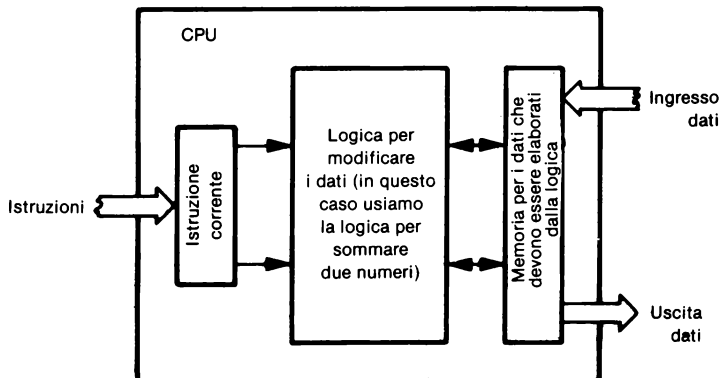 CPU
Istruzioni
Istruzione
corrente
Logica per
modificare
i dati (in questo
caso usiamo
la logica per
sommare
due numeri)
Memoria per i dati che
devono essere elaborati
dalla logica
Ingresso
dati
Uscita
dati